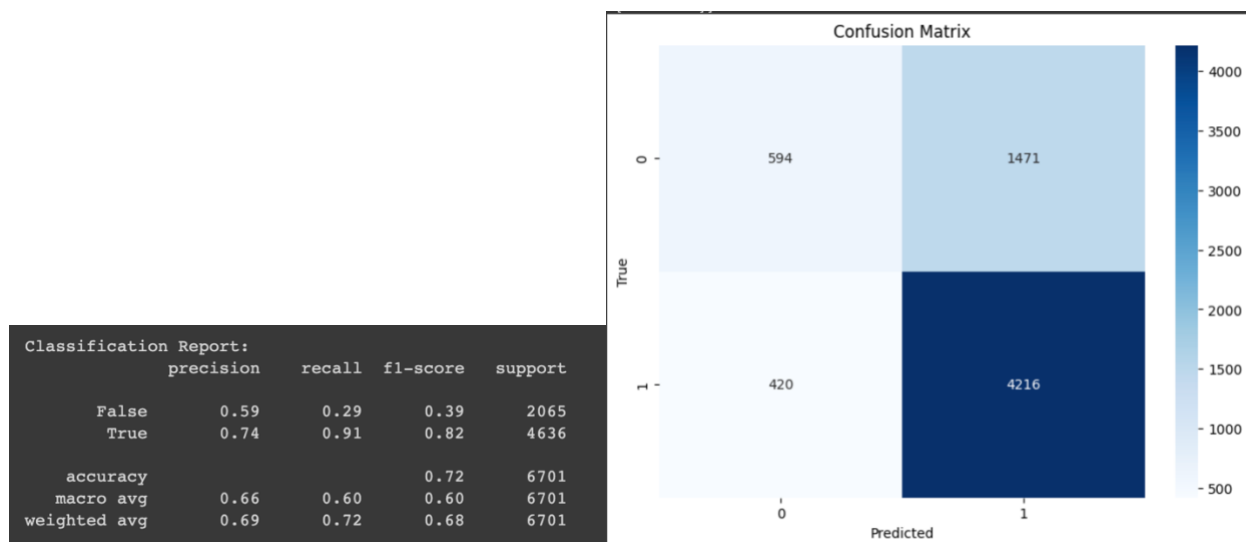 Classification Report:
precision recall f1-score support
False 0.59 0.29 0.39 2065
True 0.74 0.91 0.82 4636
accuracy 0.72 6701
macro avg 0.66 0.60 0.60 6701
weighted avg 0.69 0.72 0.68 6701
Confusion Matrix
True
0
594
1471
1
420
4216
0
1
Predicted
4000
3500
3000
2500
2000
1500
1000
500